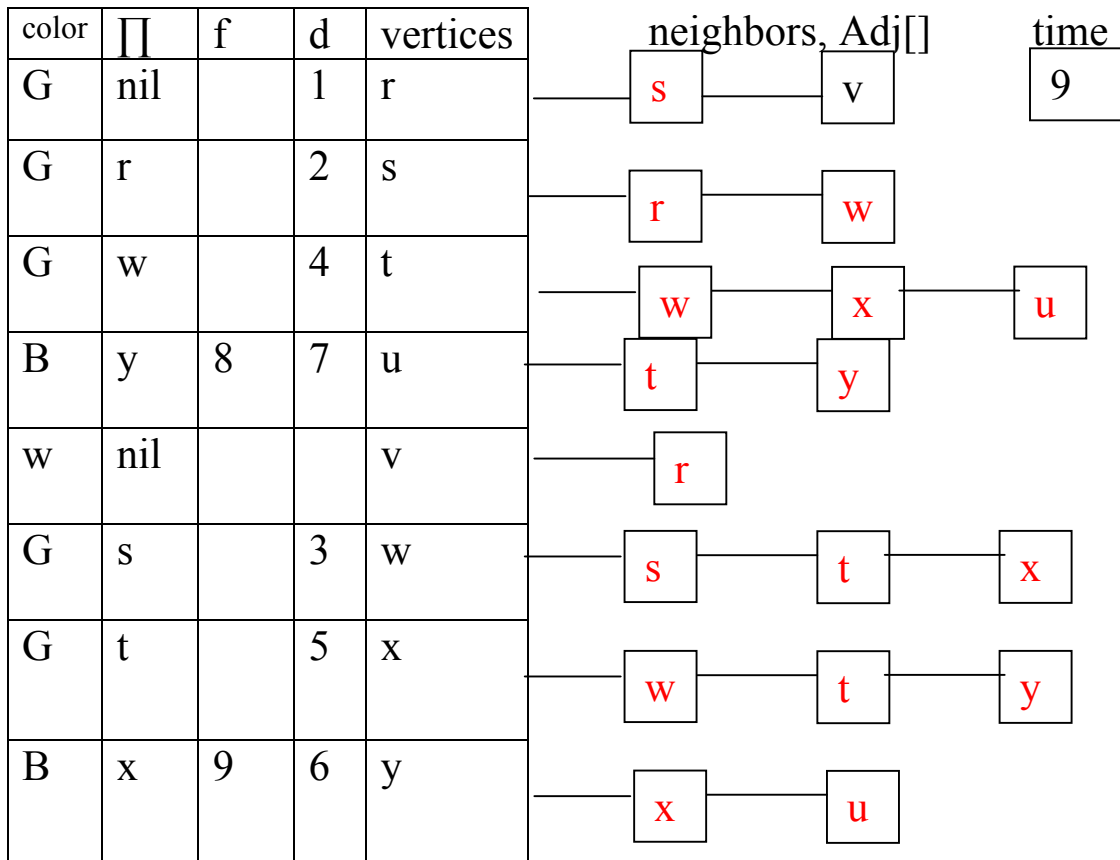 color ∏ f d vertices neighbors, Adj[] time
G nil 1 r s v 9
G r 2 s r w
G w 4 t w x u
B y 8 7 u t y
w nil v r
G s 3 w s t x
G t 5 x w t y
B x 9 6 y x u